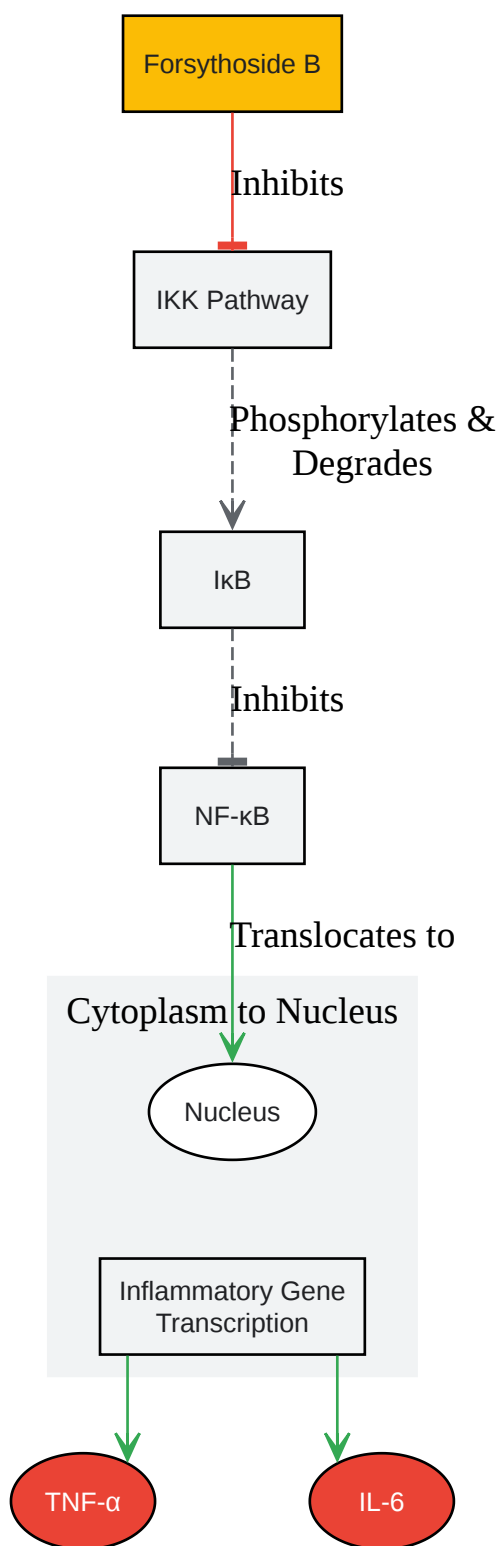 Forsythoside B
Inhibits
IKK Pathway
Phosphorylates &
Degrades
IκB
Inhibits
NF-κB
Translocates to
Cytoplasm to Nucleus
Nucleus
Inflammatory Gene
Transcription
TNF-α
IL-6